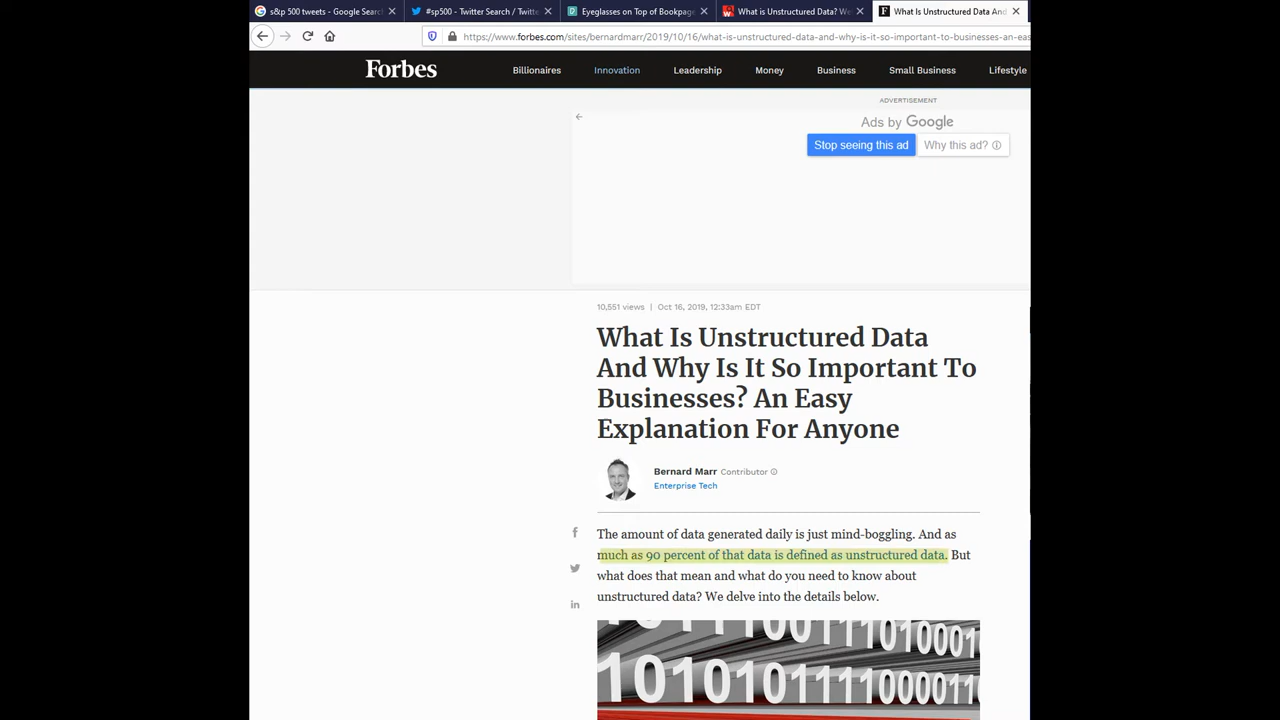 s&p 500 tweets - Google Searc
#sp500 - Twitter Search / Twitte
Eyeglasses on Top of Bookpage
What is Unstructured Data? We
What Is Unstructured Data And
https://www.forbes.com/sites/bernardmarr/2019/10/16/what-is-unstructured-data-and-why-is-it-so-important-to-businesses-an-eas
Forbes
Billionaires
Innovation
Leadership
Money
Business
Small Business
Lifestyle
ADVERTISEMENT
Ads by Google
Stop seeing this ad
Why this ad?
10,551 views | Oct 16, 2019, 12:33am EDT
What Is Unstructured Data
And Why Is It So Important To
Businesses? An Easy
Explanation For Anyone
Bernard Marr Contributor
Enterprise Tech
The amount of data generated daily is just mind-boggling. And as
much as 90 percent of that data is defined as unstructured data. But
what does that mean and what do you need to know about
unstructured data? We delve into the details below.